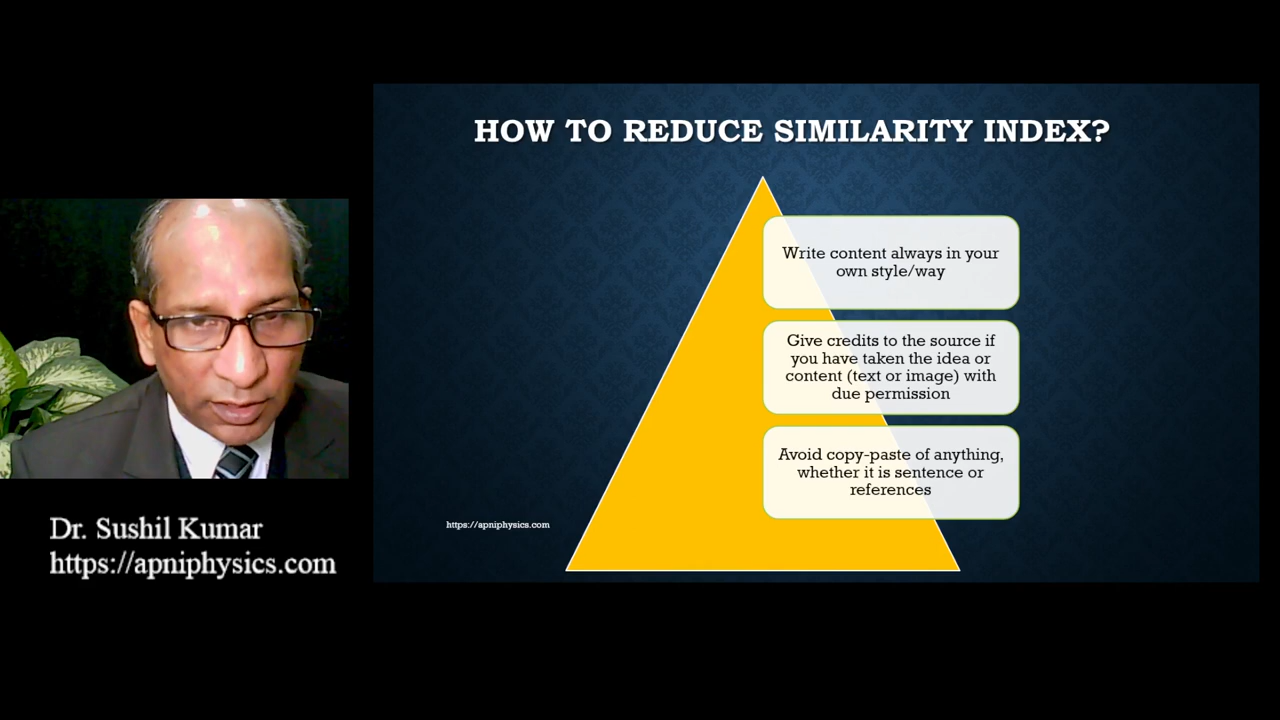 HOW TO REDUCE SIMILARITY INDEX?
Write content always in your
own style/way
Give credits to the source if
you have taken the idea or
content (text or image) with
due permission
Avoid copy-paste of anything,
whether it is sentence or
references
https://apniphysics.com
Dr. Sushil Kumar
https://apniphysics.com